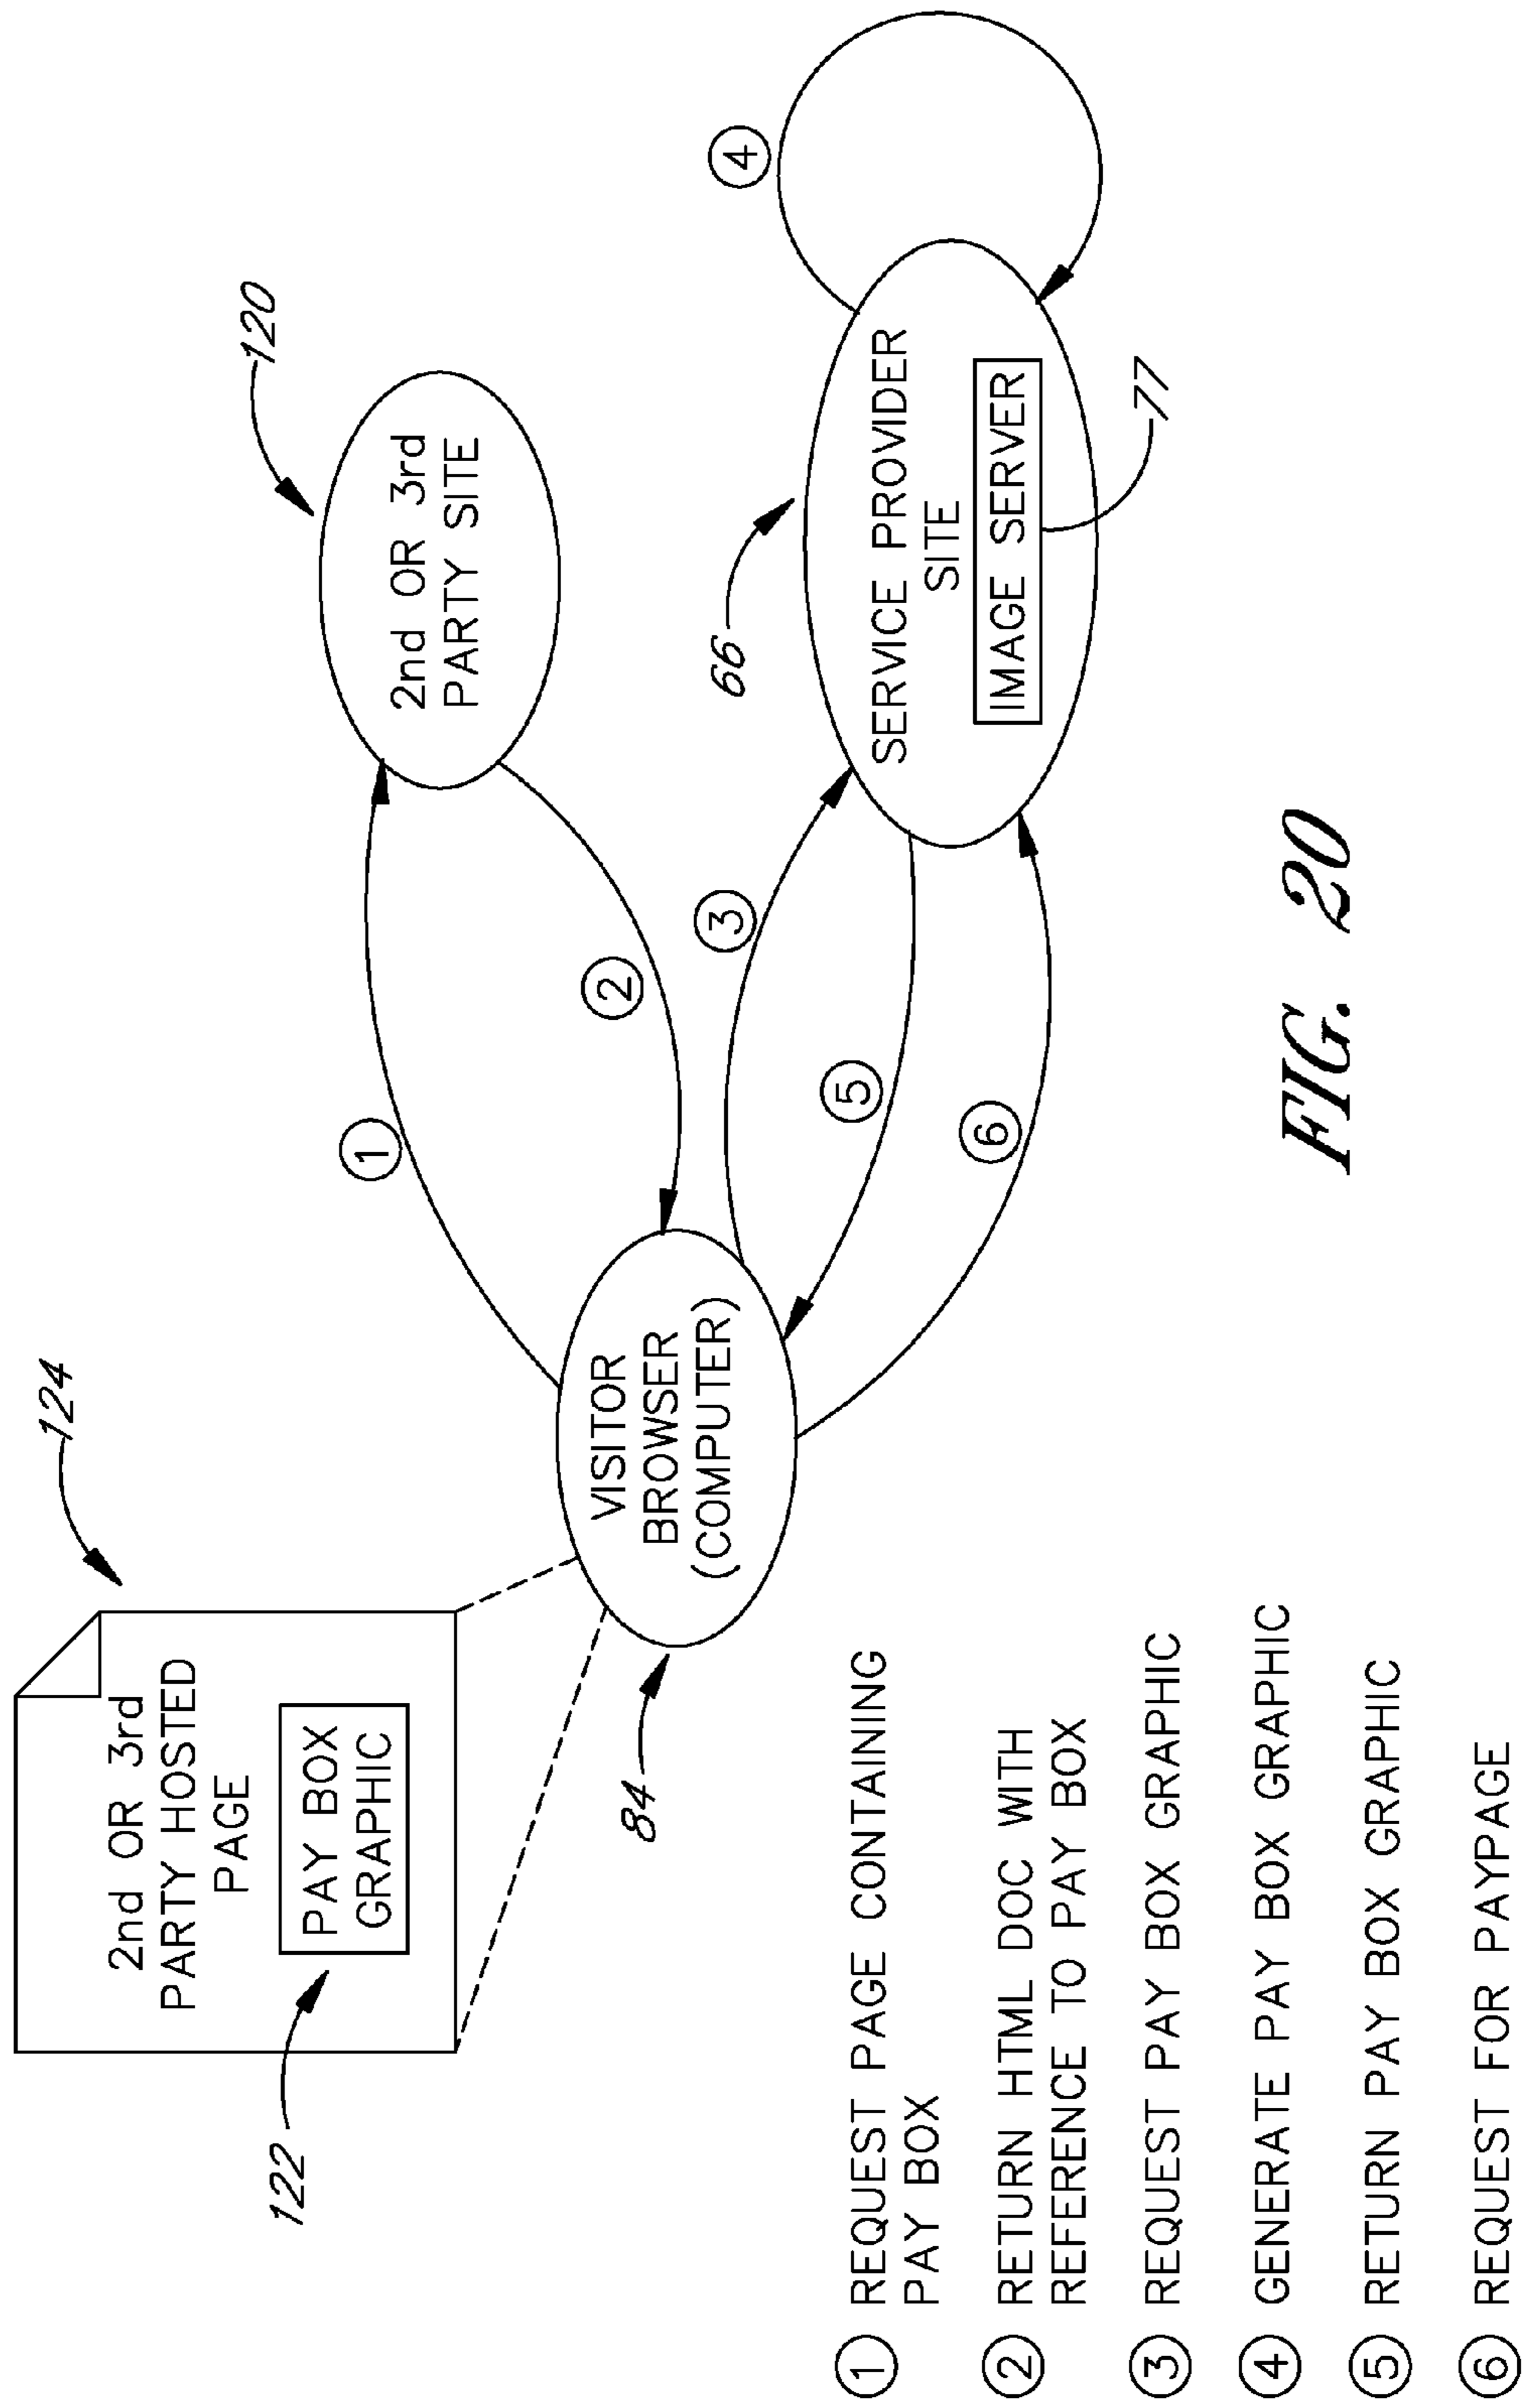 124
2nd OR 3rd
PARTY HOSTED
PAGE
PAY BOX
GRAPHIC
122
120
2nd OR 3rd
PARTY SITE
1
2
VISITOR
BROWSER
(COMPUTER)
84
3
4
5
6
66
SERVICE PROVIDER
SITE
IMAGE SERVER
77
1 REQUEST PAGE CONTAINING
PAY BOX
2 RETURN HTML DOC WITH
REFERENCE TO PAY BOX
3 REQUEST PAY BOX GRAPHIC
4 GENERATE PAY BOX GRAPHIC
5 RETURN PAY BOX GRAPHIC
6 REQUEST FOR PAYPAGE
FIG. 20